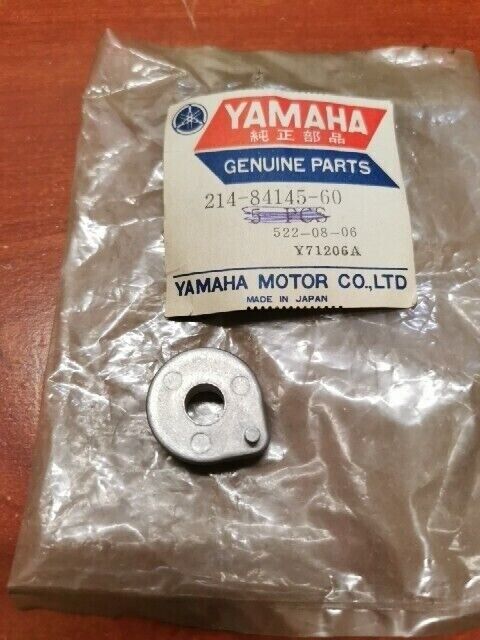 YAMAHA
純正部品
GENUINE PARTS
214-84145-60
5 PCS
522-08-06
Y71206A
YAMAHA MOTOR CO.,LTD
MADE IN JAPAN